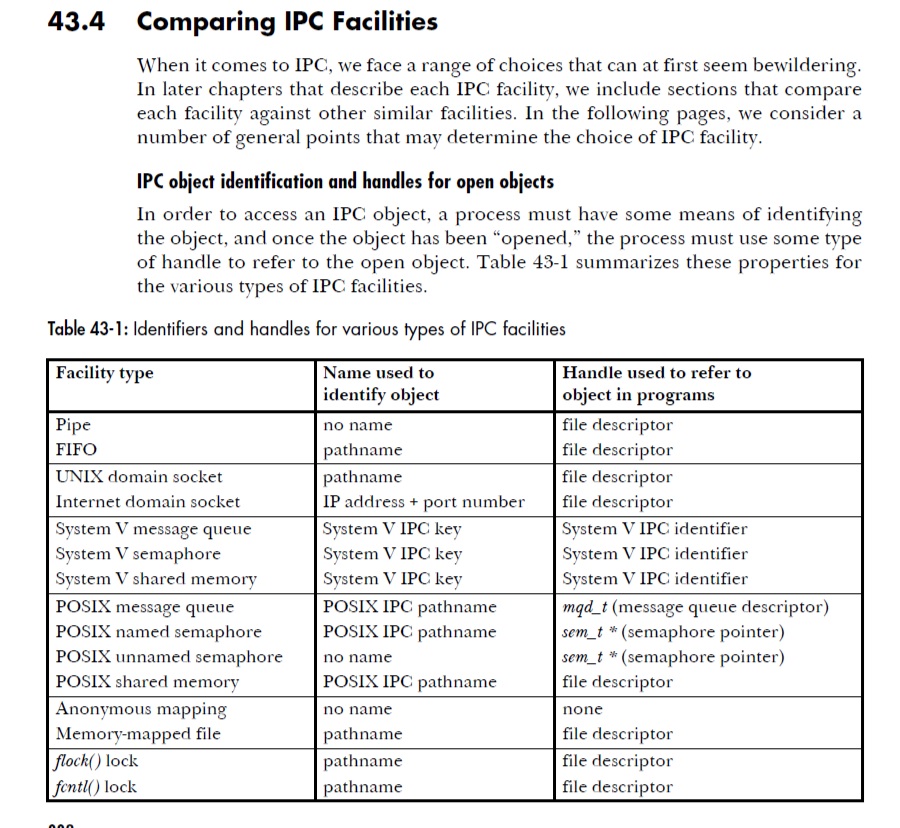 43.4 Comparing IPC Facilities
When it comes to IPC, we face a range of choices that can at first seem bewildering.
In later chapters that describe each IPC facility, we include sections that compare
each facility against other similar facilities. In the following pages, we consider a
number of general points that may determine the choice of IPC facility.
IPC object identification and handles for open objects
In order to access an IPC object, a process must have some means of identifying
the object, and once the object has been “opened,” the process must use some type
of handle to refer to the open object. Table 43-1 summarizes these properties for
the various types of IPC facilities.
Table 43-1: Identifiers and handles for various types of IPC facilities
Facility type | Name used to identify object | Handle used to refer to object in programs
Pipe | no name | file descriptor
FIFO | pathname | file descriptor
UNIX domain socket | pathname | file descriptor
Internet domain socket | IP address + port number | file descriptor
System V message queue | System V IPC key | System V IPC identifier
System V semaphore | System V IPC key | System V IPC identifier
System V shared memory | System V IPC key | System V IPC identifier
POSIX message queue | POSIX IPC pathname | mqd_t (message queue descriptor)
POSIX named semaphore | POSIX IPC pathname | sem_t * (semaphore pointer)
POSIX unnamed semaphore | no name | sem_t * (semaphore pointer)
POSIX shared memory | POSIX IPC pathname | file descriptor
Anonymous mapping | no name | none
Memory-mapped file | pathname | file descriptor
flock() lock | pathname | file descriptor
fcntl() lock | pathname | file descriptor